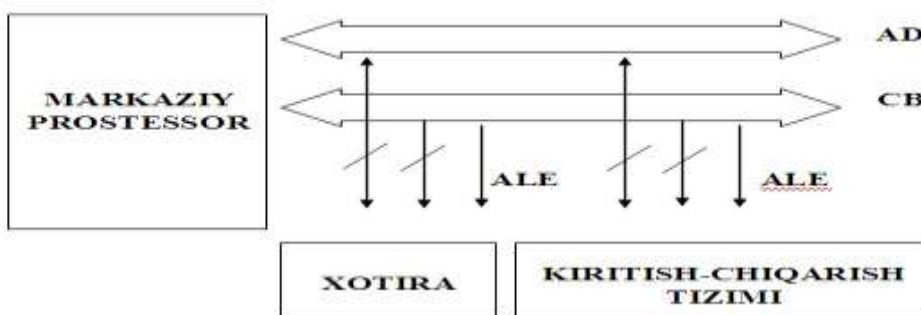 AD
MARKAZIY
PROSTESSOR
CB
ALE
ALE
XOTIRA
KIRITISH-CHIQARISH
TIZIMI